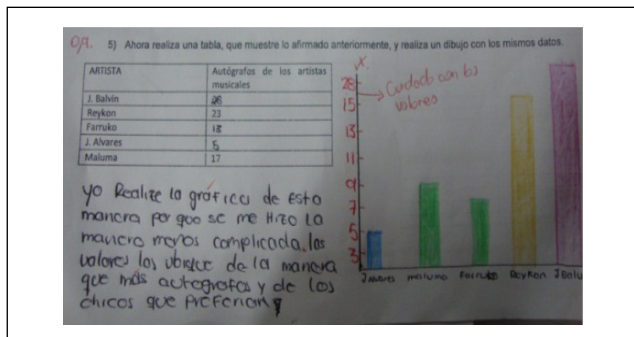 5) Ahora realiza una tabla, que muestre lo afirmado anteriormente, y realiza un dibujo con los mismos datos.
ARTISTA Autógrafos de los artistas
musicales
J. Balvin
Reykon 23
Farruko 13
J. Alvares 5
Maluma 17
yo Realize la gráfica de esta
manera por que se me Hizo la
manera menos complicada, los
valores los ubique de la manera
que más autografos y de los
chicos que preferian
X.
28 Cuidado con los
15 valores
13
11
9
7
5
3
J Alvares maluma Farruko Reykon J Balv